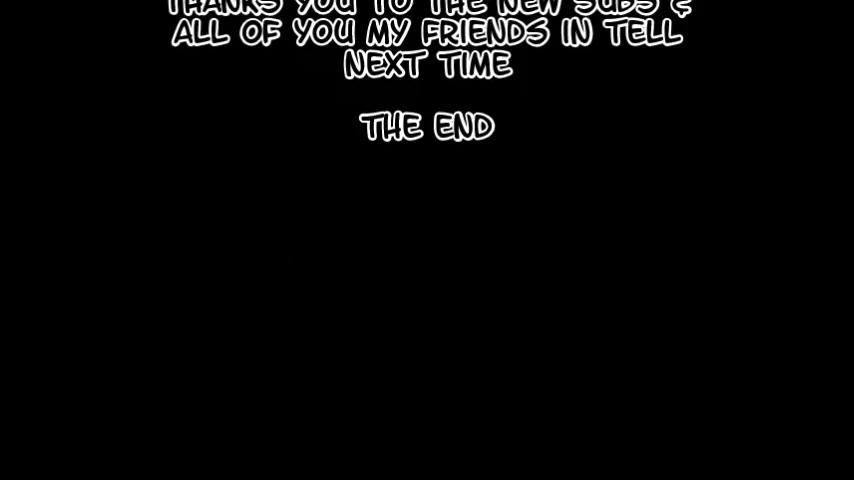 THANKS YOU TO THE NEW SUBS &
ALL OF YOU MY FRIENDS IN TELL
NEXT TIME
THE END